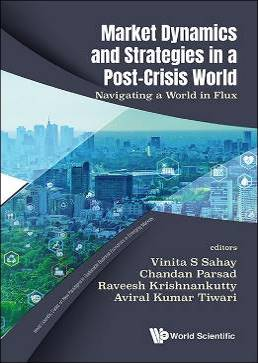 Market Dynamics
and Strategies in a
Post-Crisis World
Navigating a World in Flux
editors
Vinita S Sahay
Chandan Parsad
Raveesh Krishnankutty
Aviral Kumar Tiwari
World Scientific